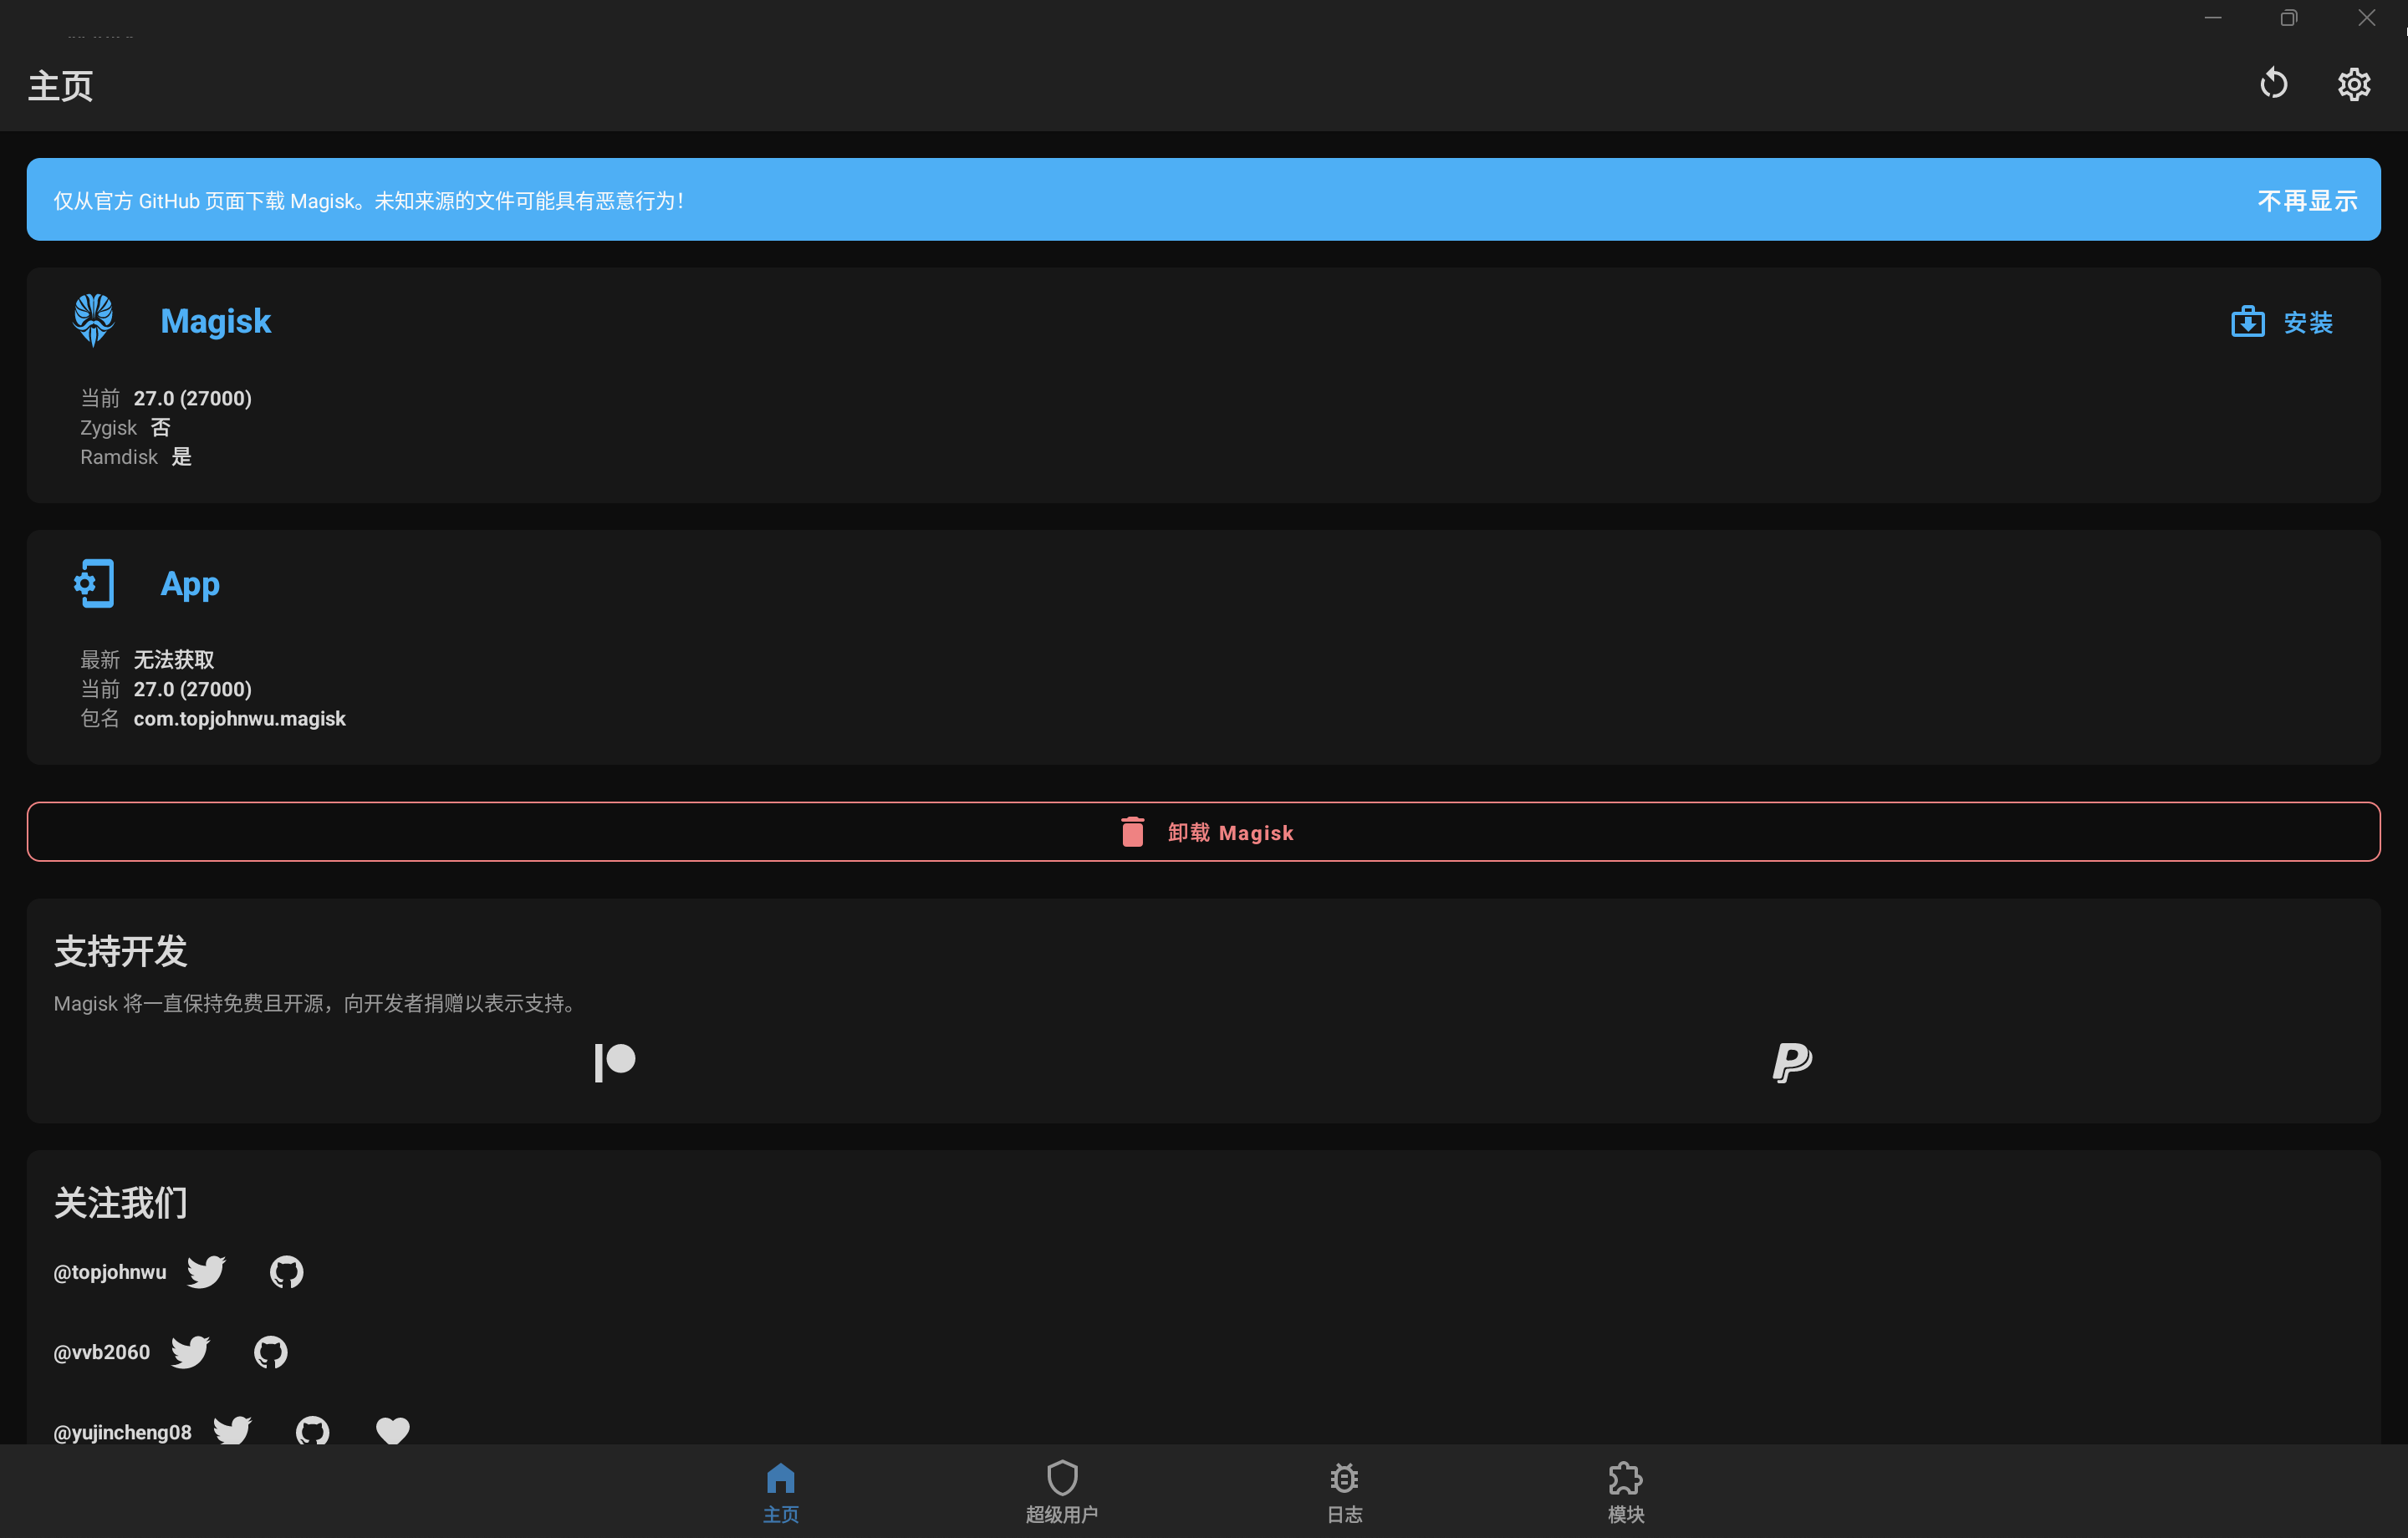 主页
仅从官方 GitHub 页面下载 Magisk。未知来源的文件可能具有恶意行为！
不再显示
Magisk
安装
当前 27.0 (27000)
Zygisk 否
Ramdisk 是
App
最新 无法获取
当前 27.0 (27000)
包名 com.topjohnwu.magisk
卸载 Magisk
支持开发
Magisk 将一直保持免费且开源，向开发者捐赠以表示支持。
关注我们
@topjohnwu
@vvb2060
@yujincheng08
主页
超级用户
日志
模块